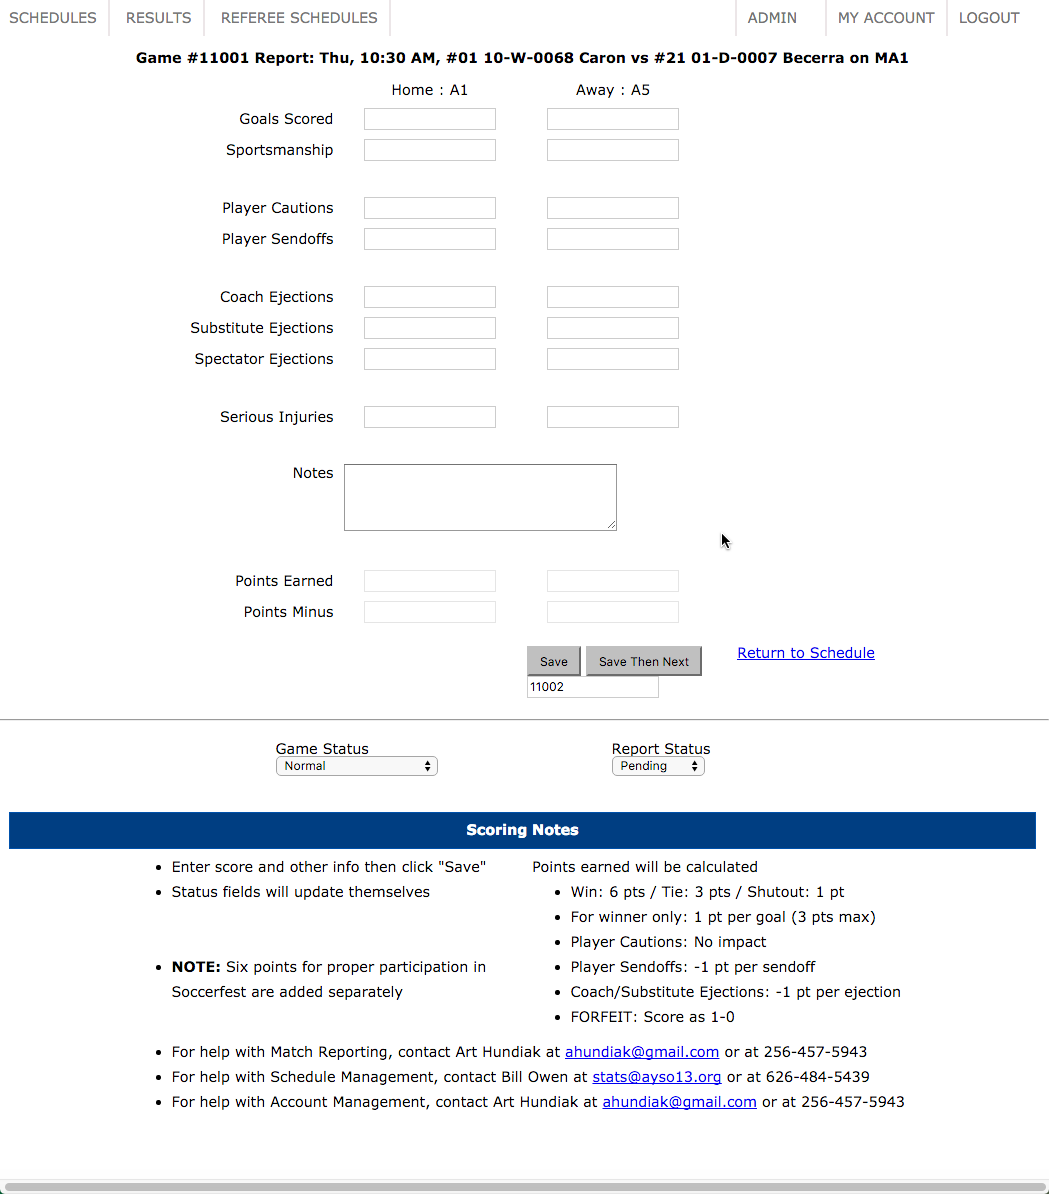 SCHEDULES RESULTS REFEREE SCHEDULES ADMIN MY ACCOUNT LOGOUT
Game #11001 Report: Thu, 10:30 AM, #01 10-W-0068 Caron vs #21 01-D-0007 Becerra on MA1
Home : A1 Away : A5
Goals Scored
Sportsmanship
Player Cautions
Player Sendoffs
Coach Ejections
Substitute Ejections
Spectator Ejections
Serious Injuries
Notes
Points Earned
Points Minus
Save Save Then Next Return to Schedule
11002
Game Status Report Status
Normal Pending
Scoring Notes
• Enter score and other info then click "Save"
• Status fields will update themselves
• NOTE: Six points for proper participation in
Soccerfest are added separately
Points earned will be calculated
• Win: 6 pts / Tie: 3 pts / Shutout: 1 pt
• For winner only: 1 pt per goal (3 pts max)
• Player Cautions: No impact
• Player Sendoffs: -1 pt per sendoff
• Coach/Substitute Ejections: -1 pt per ejection
• FORFEIT: Score as 1-0
• For help with Match Reporting, contact Art Hundiak at ahundiak@gmail.com or at 256-457-5943
• For help with Schedule Management, contact Bill Owen at stats@ayso13.org or at 626-484-5439
• For help with Account Management, contact Art Hundiak at ahundiak@gmail.com or at 256-457-5943